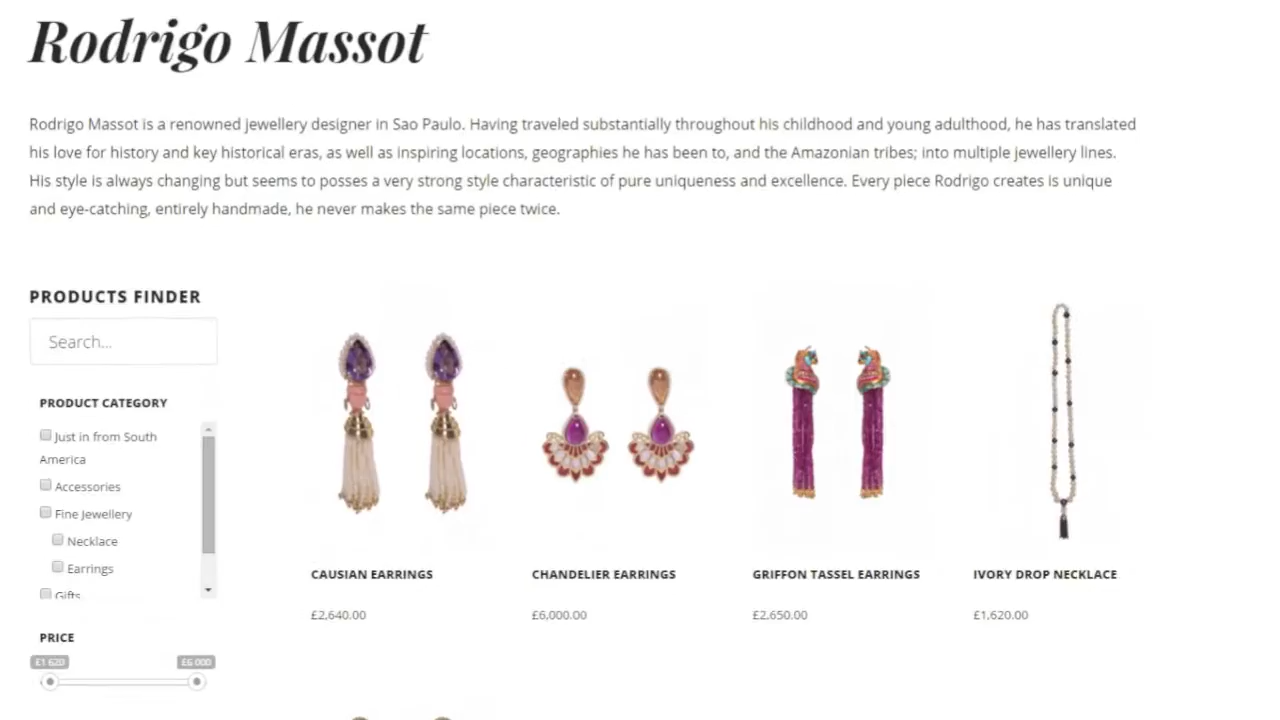 Rodrigo Massot
Rodrigo Massot is a renowned jewellery designer in Sao Paulo. Having traveled substantially throughout his childhood and young adulthood, he has translated
his love for history and key historical eras, as well as inspiring locations, geographies he has been to, and the Amazonian tribes; into multiple jewellery lines.
His style is always changing but seems to posses a very strong style characteristic of pure uniqueness and excellence. Every piece Rodrigo creates is unique
and eye-catching, entirely handmade, he never makes the same piece twice.
PRODUCTS FINDER
Search...
PRODUCT CATEGORY
Just in from South
America
Accessories
Fine Jewellery
Necklace
Earrings
Gifts
PRICE
£1 620 £6 000
CAUSIAN EARRINGS CHANDELIER EARRINGS GRIFFON TASSEL EARRINGS IVORY DROP NECKLACE
£2,640.00 £6,000.00 £2,650.00 £1,620.00